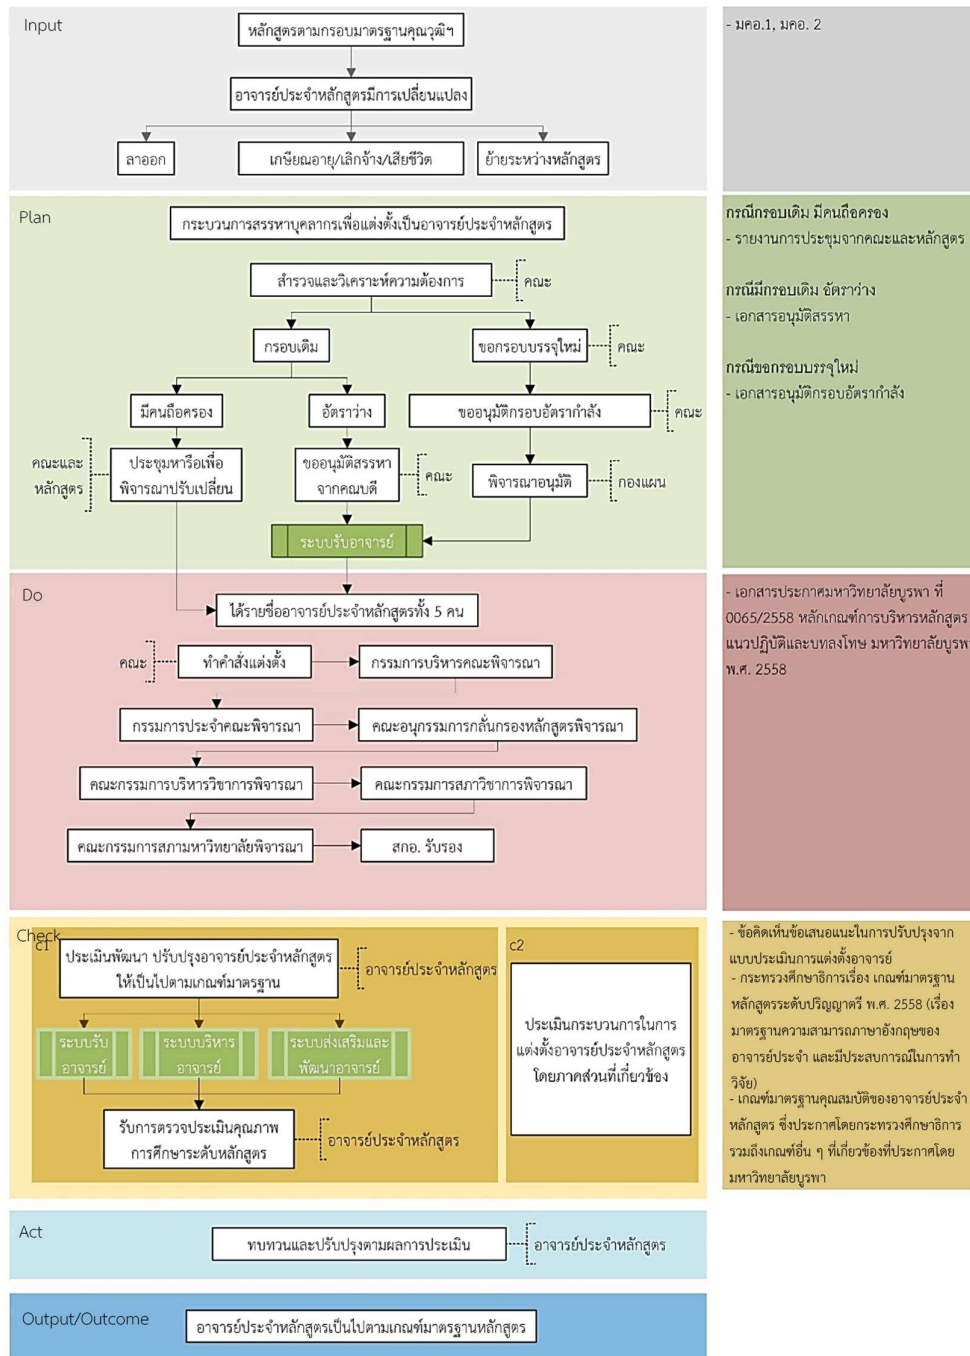 Input
หลักสูตรตามกรอบมาตรฐานคุณวุฒิฯ
อาจารย์ประจำหลักสูตรมีการเปลี่ยนแปลง
ลาออก
เกษียณอายุ/เลิกจ้าง/เสียชีวิต
ย้ายระหว่างหลักสูตร
- มคอ.1, มคอ. 2
Plan
กระบวนการสรรหาบุคลากรเพื่อแต่งตั้งเป็นอาจารย์ประจำหลักสูตร
สำรวจและวิเคราะห์ความต้องการ
คณะ
กรอบเดิม
ขอกรอบบรรจุใหม่
คณะ
มีคนถือครอง
อัตราว่าง
ขออนุมัติกรอบอัตรากำลัง
คณะ
คณะและ
หลักสูตร
ประชุมหารือเพื่อ
พิจารณาปรับเปลี่ยน
ขออนุมัติสรรหา
จากคณบดี
คณะ
พิจารณาอนุมัติ
กองแผน
ระบบรับอาจารย์
กรณีกรอบเดิม มีคนถือครอง
- รายงานการประชุมจากคณะและหลักสูตร
กรณีมีกรอบเดิม อัตราว่าง
- เอกสารอนุมัติสรรหา
กรณีขอกรอบบรรจุใหม่
- เอกสารอนุมัติกรอบอัตรากำลัง
Do
ได้รายชื่ออาจารย์ประจำหลักสูตรทั้ง 5 คน
คณะ
ทำคำสั่งแต่งตั้ง
กรรมการบริหารคณะพิจารณา
กรรมการประจำคณะพิจารณา
คณะอนุกรรมการกลั่นกรองหลักสูตรพิจารณา
คณะกรรมการบริหารวิชาการพิจารณา
คณะกรรมการสภาวิชาการพิจารณา
คณะกรรมการสภามหาวิทยาลัยพิจารณา
สกอ. รับรอง
- เอกสารประกาศมหาวิทยาลัยบูรพา ที่
0065/2558 หลักเกณฑ์การบริหารหลักสูตร
แนวปฏิบัติและบทลงโทษ มหาวิทยาลัยบูรพา
พ.ศ. 2558
Check
c1
ประเมินพัฒนา ปรับปรุงอาจารย์ประจำหลักสูตร
ให้เป็นไปตามเกณฑ์มาตรฐาน
อาจารย์ประจำหลักสูตร
ระบบรับ
อาจารย์
ระบบบริหาร
อาจารย์
ระบบส่งเสริมและ
พัฒนาอาจารย์
รับการตรวจประเมินคุณภาพ
การศึกษาระดับหลักสูตร
อาจารย์ประจำหลักสูตร
c2
ประเมินกระบวนการในการ
แต่งตั้งอาจารย์ประจำหลักสูตร
โดยภาคส่วนที่เกี่ยวข้อง
- ข้อคิดเห็นข้อเสนอแนะในการปรับปรุงจาก
แบบประเมินการแต่งตั้งอาจารย์
- กระทรวงศึกษาธิการเรื่อง เกณฑ์มาตรฐาน
หลักสูตรระดับปริญญาตรี พ.ศ. 2558 (เรื่อง
มาตรฐานความสามารถภาษาอังกฤษของ
อาจารย์ประจำ และมีประสบการณ์ในการทำ
วิจัย)
- เกณฑ์มาตรฐานคุณสมบัติของอาจารย์ประจำ
หลักสูตร ซึ่งประกาศโดยกระทรวงศึกษาธิการ
รวมถึงเกณฑ์อื่น ๆ ที่เกี่ยวข้องที่ประกาศโดย
มหาวิทยาลัยบูรพา
Act
ทบทวนและปรับปรุงตามผลการประเมิน
อาจารย์ประจำหลักสูตร
Output/Outcome
อาจารย์ประจำหลักสูตรเป็นไปตามเกณฑ์มาตรฐานหลักสูตร